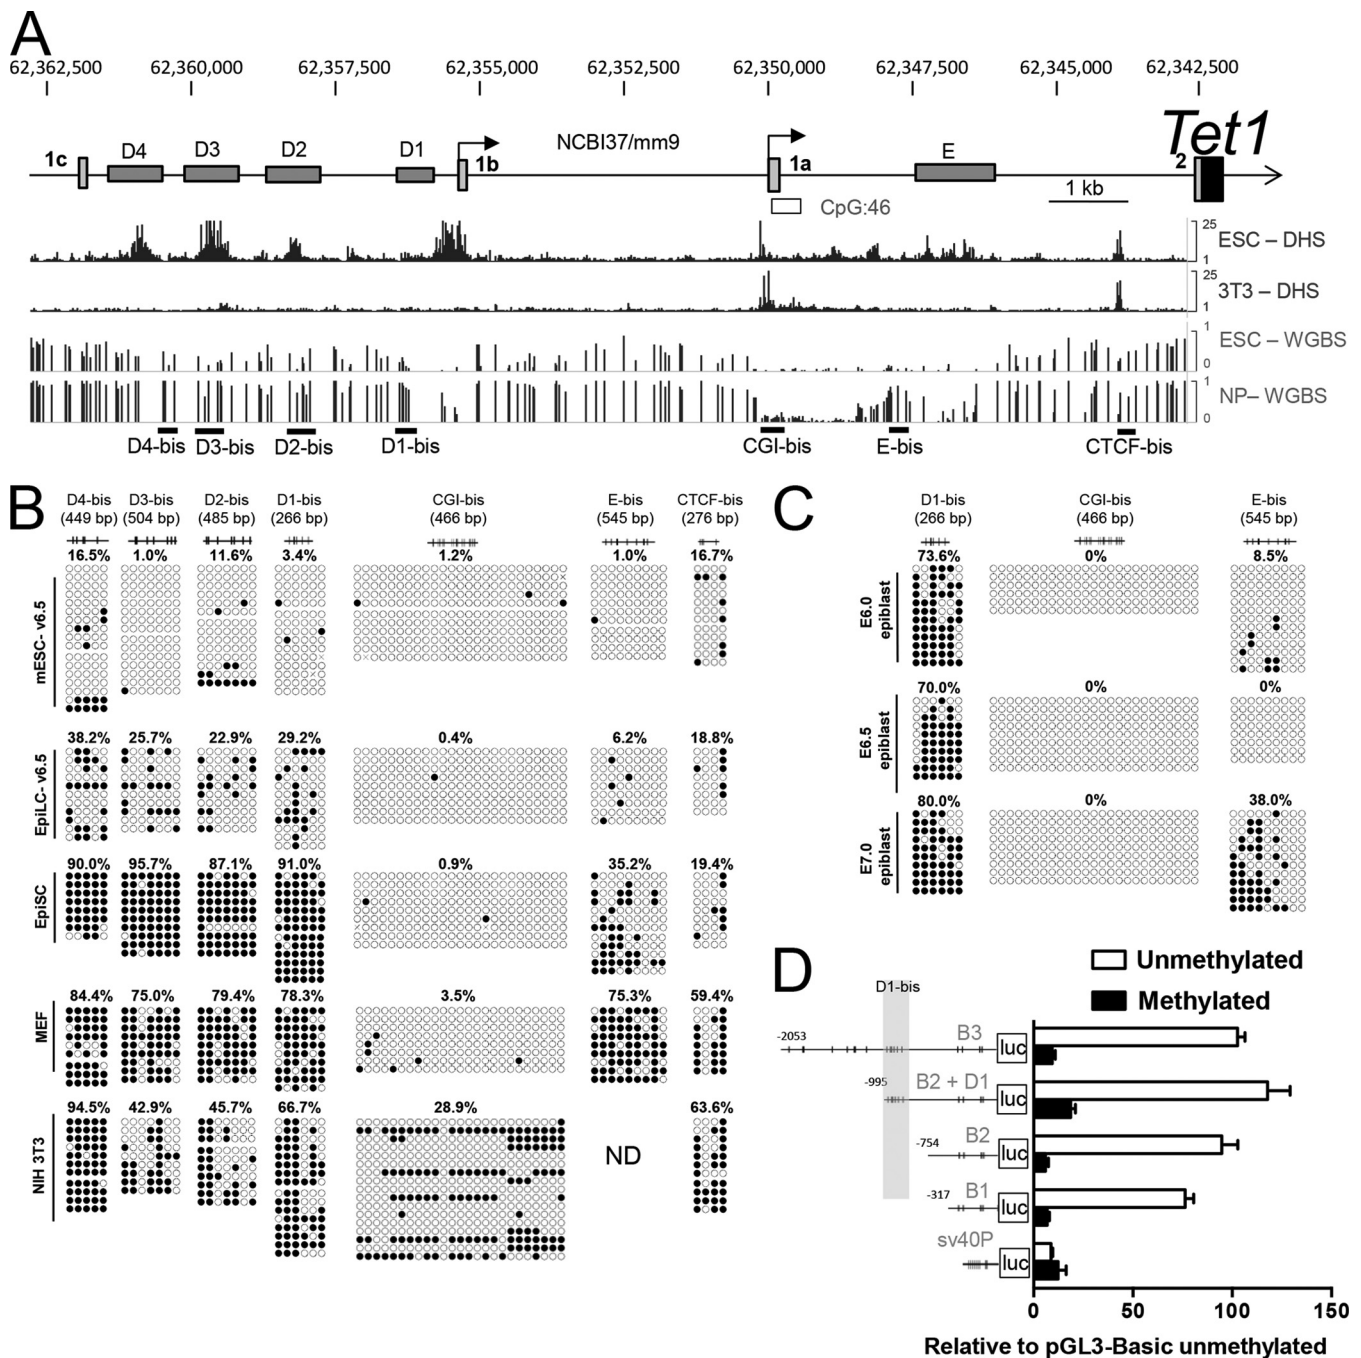 A
62,362,500 62,360,000 62,357,500 62,355,000 62,352,500 62,350,000 62,347,500 62,345,000 62,342,500
NCBI37/mm9
Tet1
1c D4 D3 D2 D1 1b 1a E 2
1 kb
CpG:46
25
1
ESC – DHS
25
1
3T3 – DHS
1
0
ESC – WGBS
1
0
NP– WGBS
D4-bis D3-bis D2-bis D1-bis CGI-bis E-bis CTCF-bis
B
D4-bis D3-bis D2-bis D1-bis CGI-bis E-bis CTCF-bis
(449 bp) (504 bp) (485 bp) (266 bp) (466 bp) (545 bp) (276 bp)
mESC- v6.5
16.5% 1.0% 11.6% 3.4% 1.2% 1.0% 16.7%
EpiLC- v6.5
38.2% 25.7% 22.9% 29.2% 0.4% 6.2% 18.8%
EpiSC
90.0% 95.7% 87.1% 91.0% 0.9% 35.2% 19.4%
MEF
84.4% 75.0% 79.4% 78.3% 3.5% 75.3% 59.4%
NIH 3T3
94.5% 42.9% 45.7% 66.7% 28.9% 63.6%
ND
C
D1-bis CGI-bis E-bis
(266 bp) (466 bp) (545 bp)
73.6% 0% 8.5%
E6.0
epiblast
70.0% 0% 0%
E6.5
epiblast
80.0% 0% 38.0%
E7.0
epiblast
D
Unmethylated
Methylated
D1-bis
-2053 B3 luc
-995 B2 + D1 luc
-754 B2 luc
-317 B1 luc
sv40P luc
0 50 100 150
Relative to pGL3-Basic unmethylated